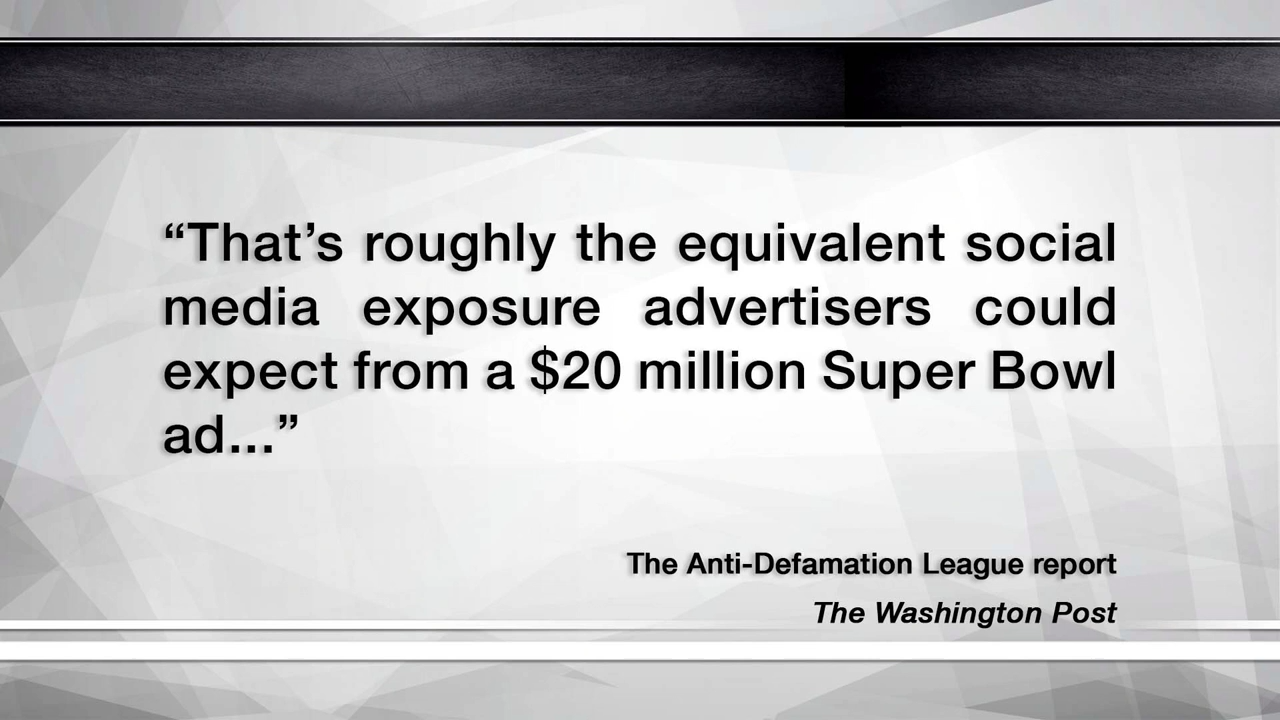 “That’s roughly the equivalent social
media exposure advertisers could
expect from a $20 million Super Bowl
ad...”
The Anti-Defamation League report
The Washington Post